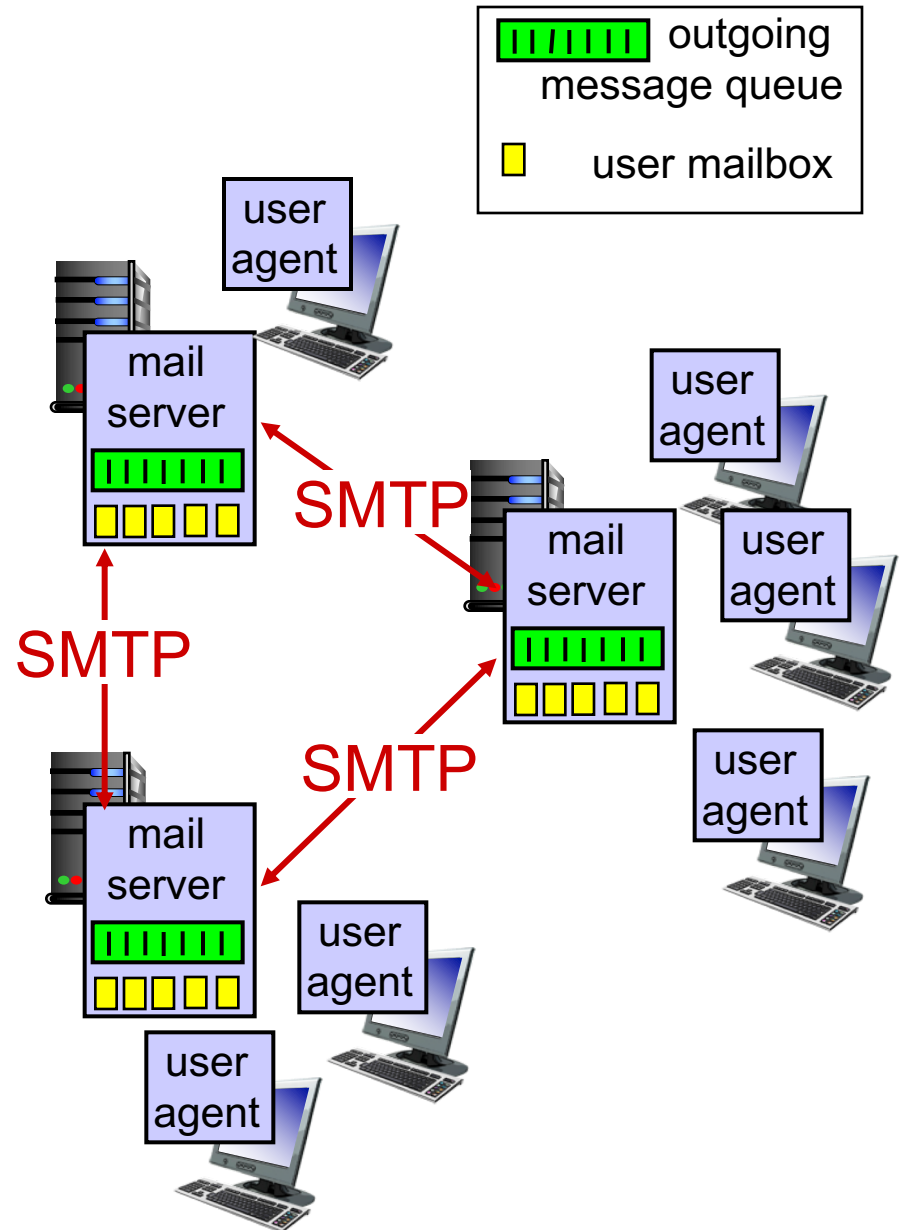 outgoing
message queue
user mailbox
user
agent
mail
server
SMTP
user
agent
mail
server
user
agent
SMTP
SMTP
user
agent
mail
server
user
agent
user
agent